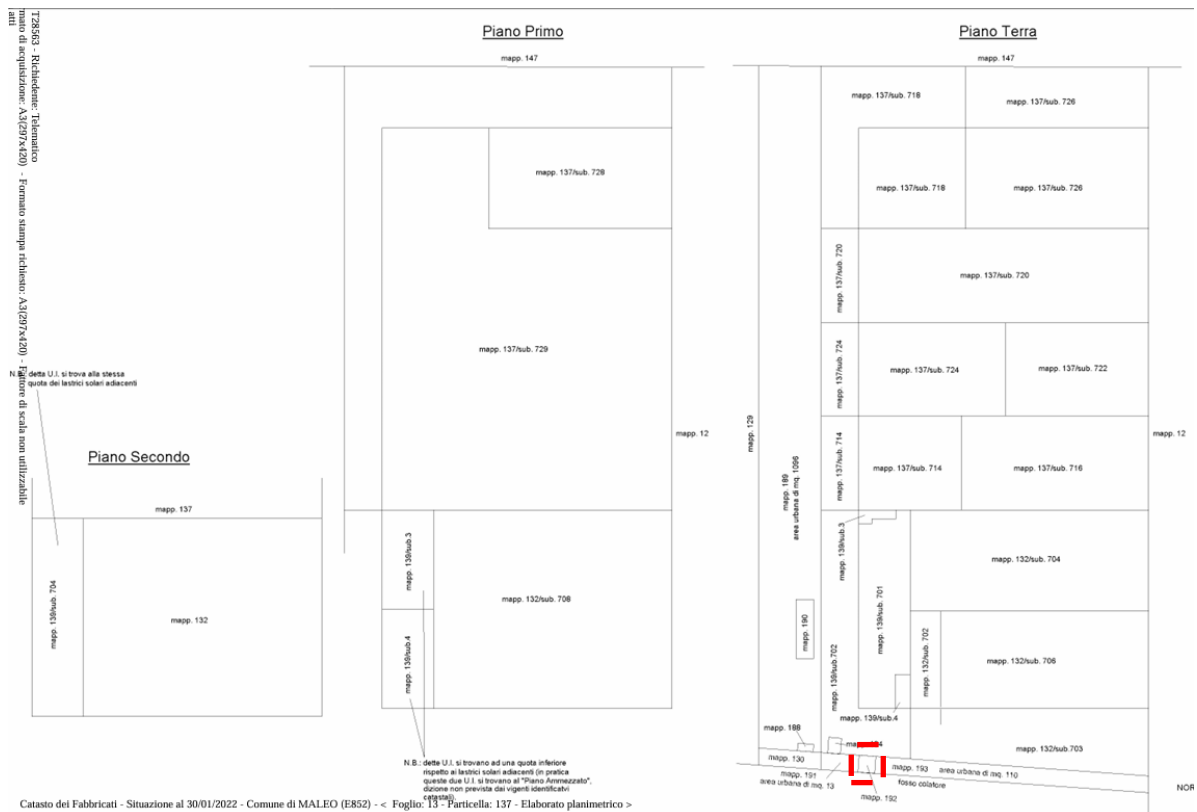 T28563 - Richiedente: Telematico
mato di acquisizione: A3(297x420) - Formato stampa richiesto: A3(297x420) - Fattore di scala non utilizzabile
atti
Piano Primo
mapp. 147
mapp. 137/sub. 728
mapp. 137/sub. 729
mapp. 12
mapp. 139/sub.3
mapp. 139/sub.4
mapp. 132/sub. 708
N.B.: dette U.I. si trovano ad una quota inferiore
rispetto ai lastrici solari adiacenti (in pratica
queste due U.I. si trovano al "Piano Ammezzato",
dizione non prevista dai vigenti identificatvi
catastali).
N.B.: detta U.I. si trova alla stessa
quota dei lastrici solari adiacenti
Piano Secondo
mapp. 137
mapp. 139/sub. 704
mapp. 132
Piano Terra
mapp. 147
mapp. 137/sub. 718
mapp. 137/sub. 726
mapp. 137/sub. 718
mapp. 137/sub. 726
mapp. 137/sub. 720
mapp. 137/sub. 720
mapp. 137/sub. 724
mapp. 137/sub. 724
mapp. 137/sub. 722
mapp. 129
mapp. 12
mapp. 137/sub. 714
mapp. 137/sub. 714
mapp. 137/sub. 716
mapp. 189
area urbana di mq. 1096
mapp. 139/sub.3
mapp. 132/sub. 704
mapp. 139/sub. 701
mapp. 190
mapp. 139/sub.702
mapp. 132/sub. 702
mapp. 132/sub. 706
mapp. 139/sub.4
mapp. 188
mapp.
mapp. 132/sub.703
mapp. 130
mapp. 191
area urbana di mq. 13
mapp. 193
area urbana di mq. 110
fosso colatore
mapp. 192
NOR
Catasto dei Fabbricati - Situazione al 30/01/2022 - Comune di MALEO (E852) - < Foglio: 13 - Particella: 137 - Elaborato planimetrico >